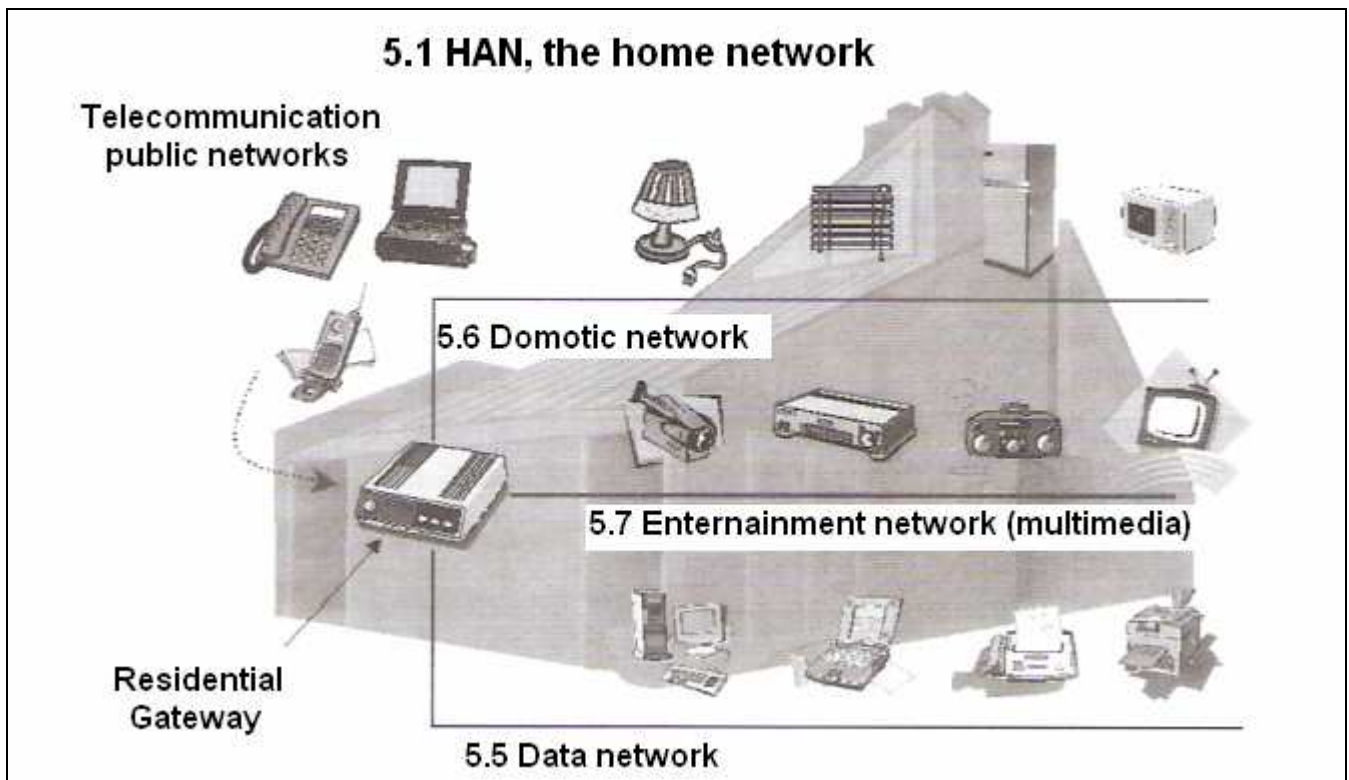 5.1 HAN, the home network
Telecommunication
public networks
5.6 Domotic network
5.7 Enternainment network (multimedia)
Residential
Gateway
5.5 Data network